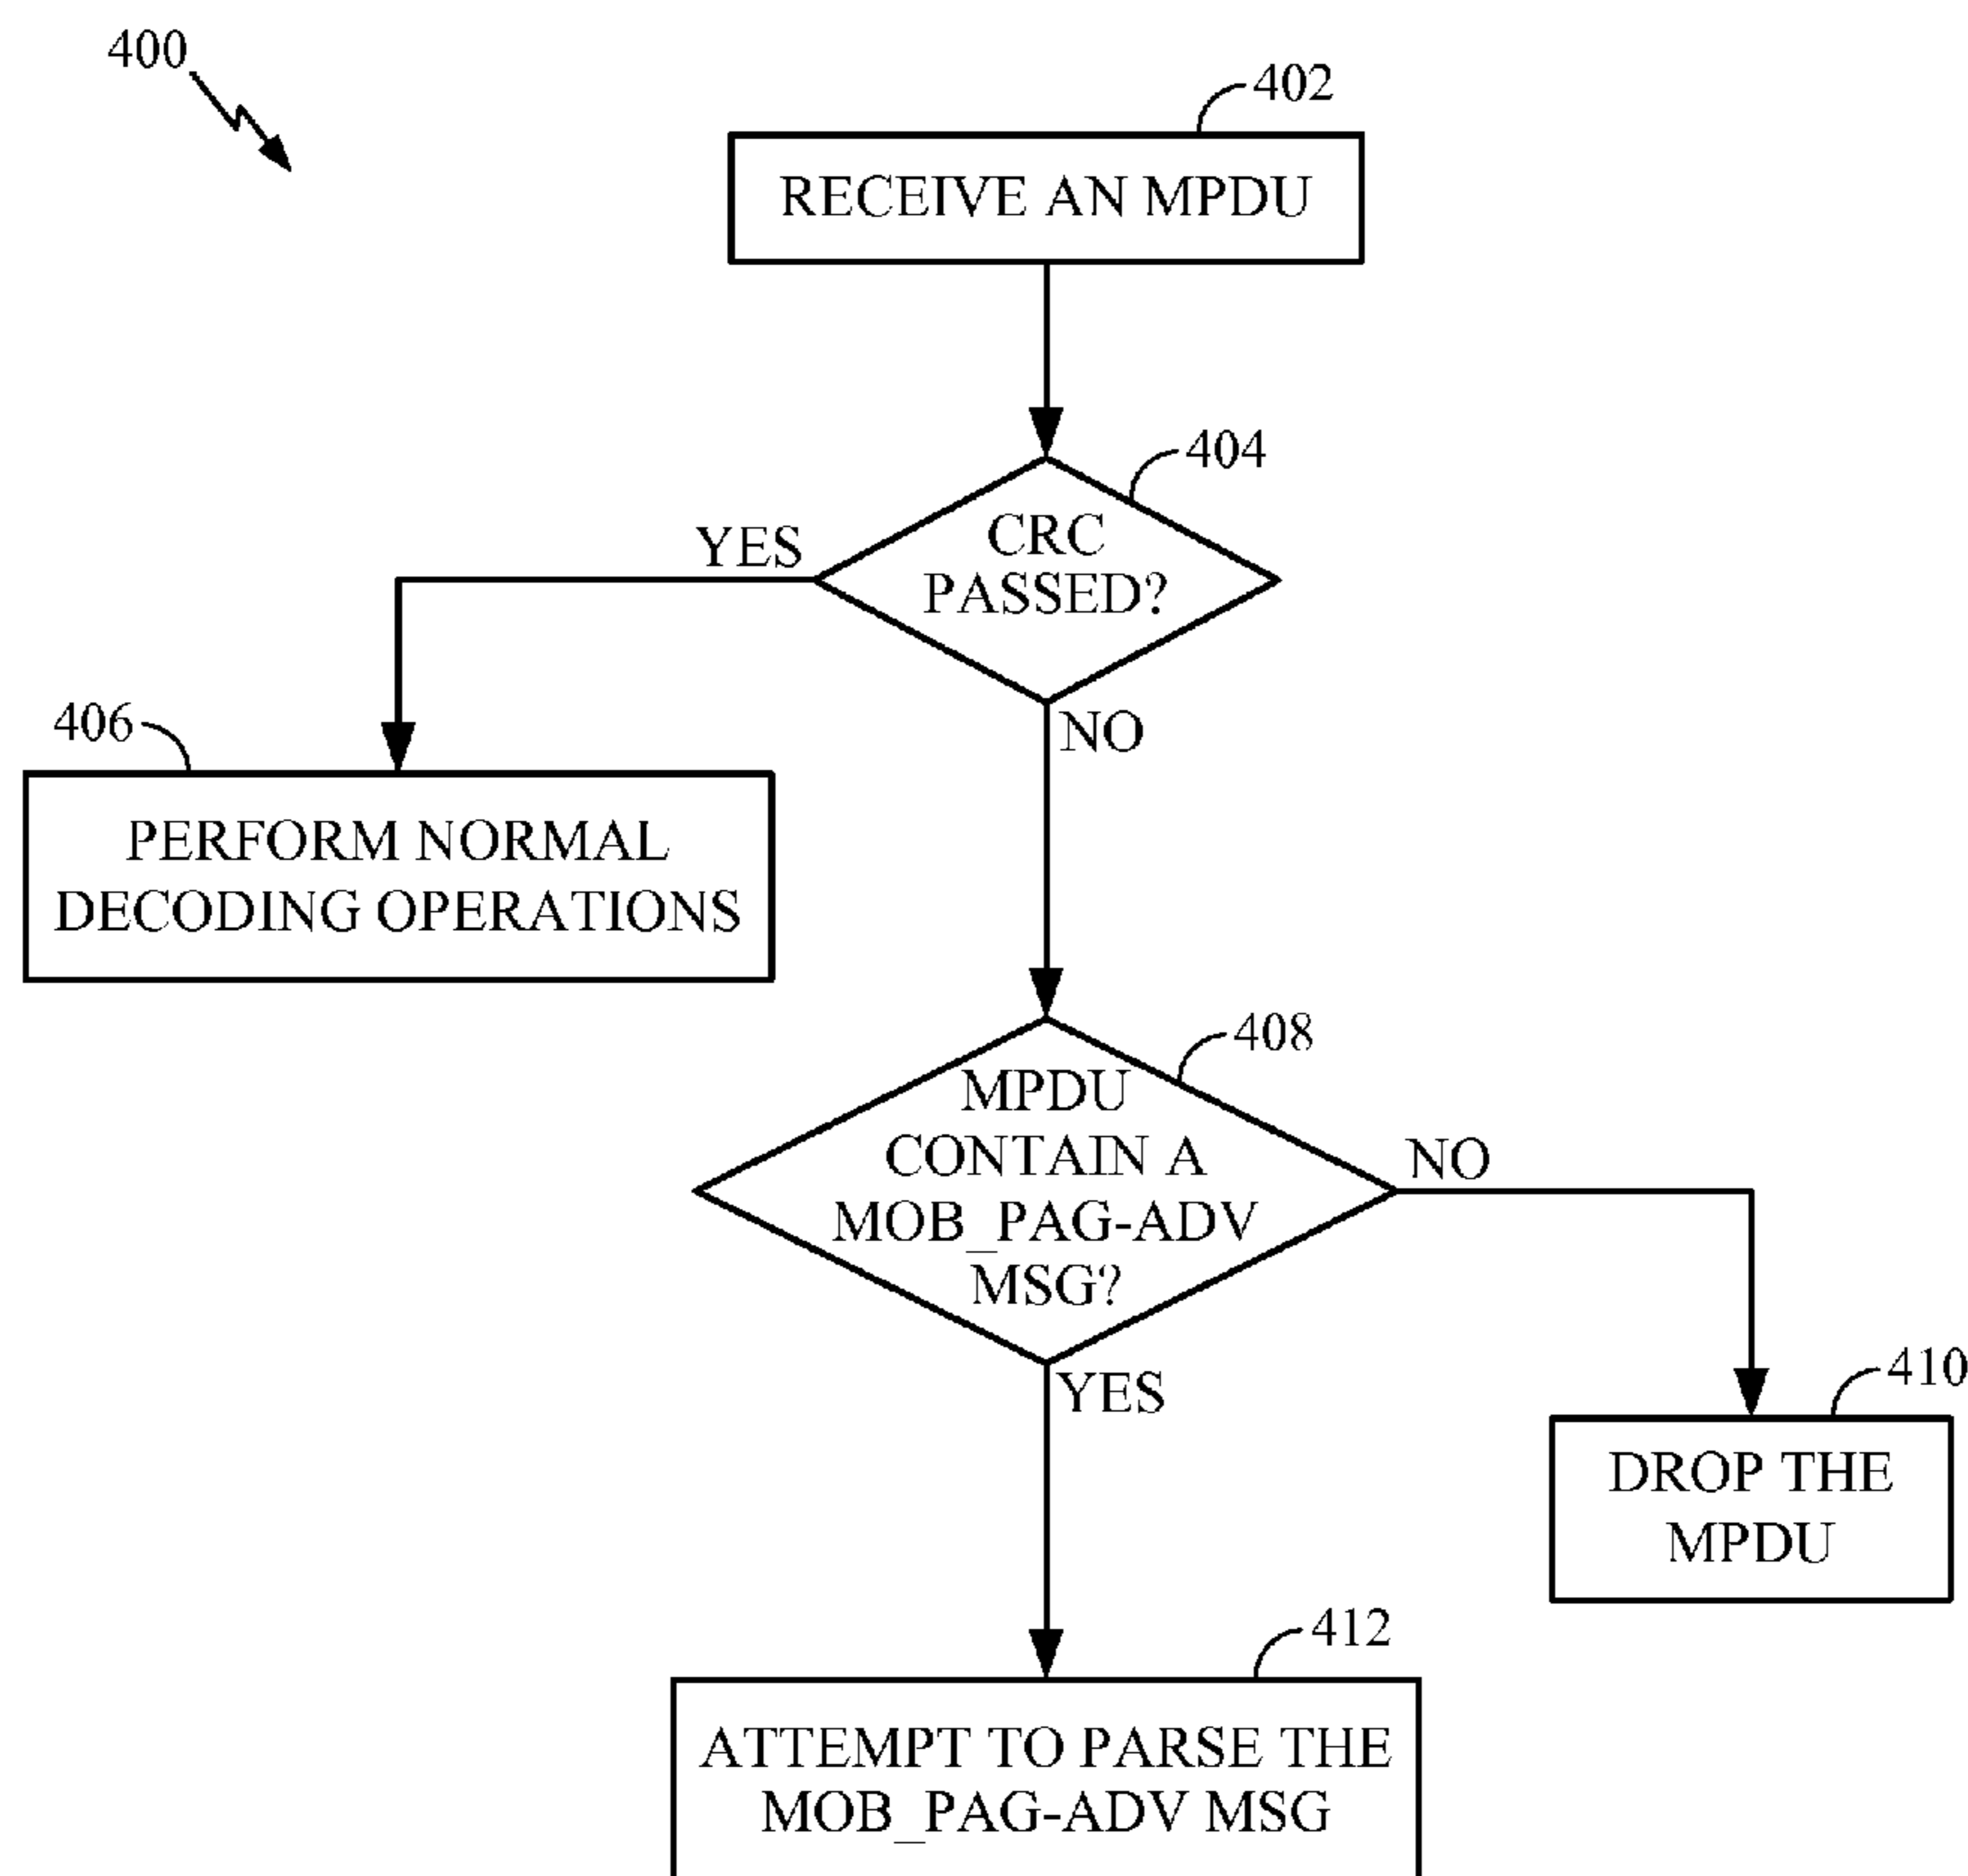 400
402
RECEIVE AN MPDU
404
CRC
PASSED?
YES
NO
406
PERFORM NORMAL
DECODING OPERATIONS
408
MPDU
CONTAIN A
MOB_PAG-ADV
MSG?
NO
YES
410
DROP THE
MPDU
412
ATTEMPT TO PARSE THE
MOB_PAG-ADV MSG